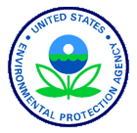 UNITED STATES
ENVIRONMENTAL PROTECTION AGENCY